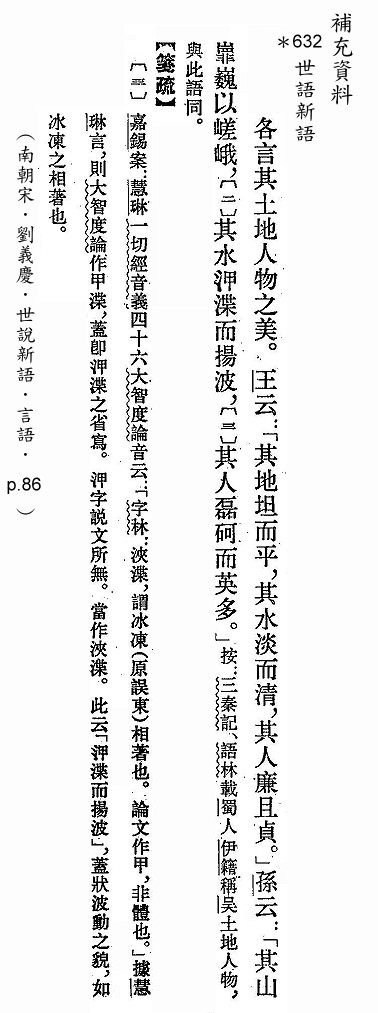 補充資料
＊632 世語新語
各言其土地人物之美。王云：「其地坦而平，其水淡而清，其人廉且貞。」孫云：「其山
嶵巍以嵯峨，〔二〕其水㳌渫而揚波，〔三〕其人磊砢而英多。」按：三秦記、語林載蜀人伊籍稱吳土地人物，
與此語同。
【箋疏】
〔三〕嘉錫案：慧琳一切經音義四十六大智度論音云：「字林：浹渫，謂冰凍（原誤東）相著也。論文作甲，非體也。」據慧
琳言，則大智度論作甲渫，蓋即㳌渫之省寫。㳌字說文所無。當作浹渫。此云「㳌渫而揚波」，蓋狀波動之貌，如
冰凍之相著也。
（南朝宋．劉義慶．世說新語．言語．p.86）